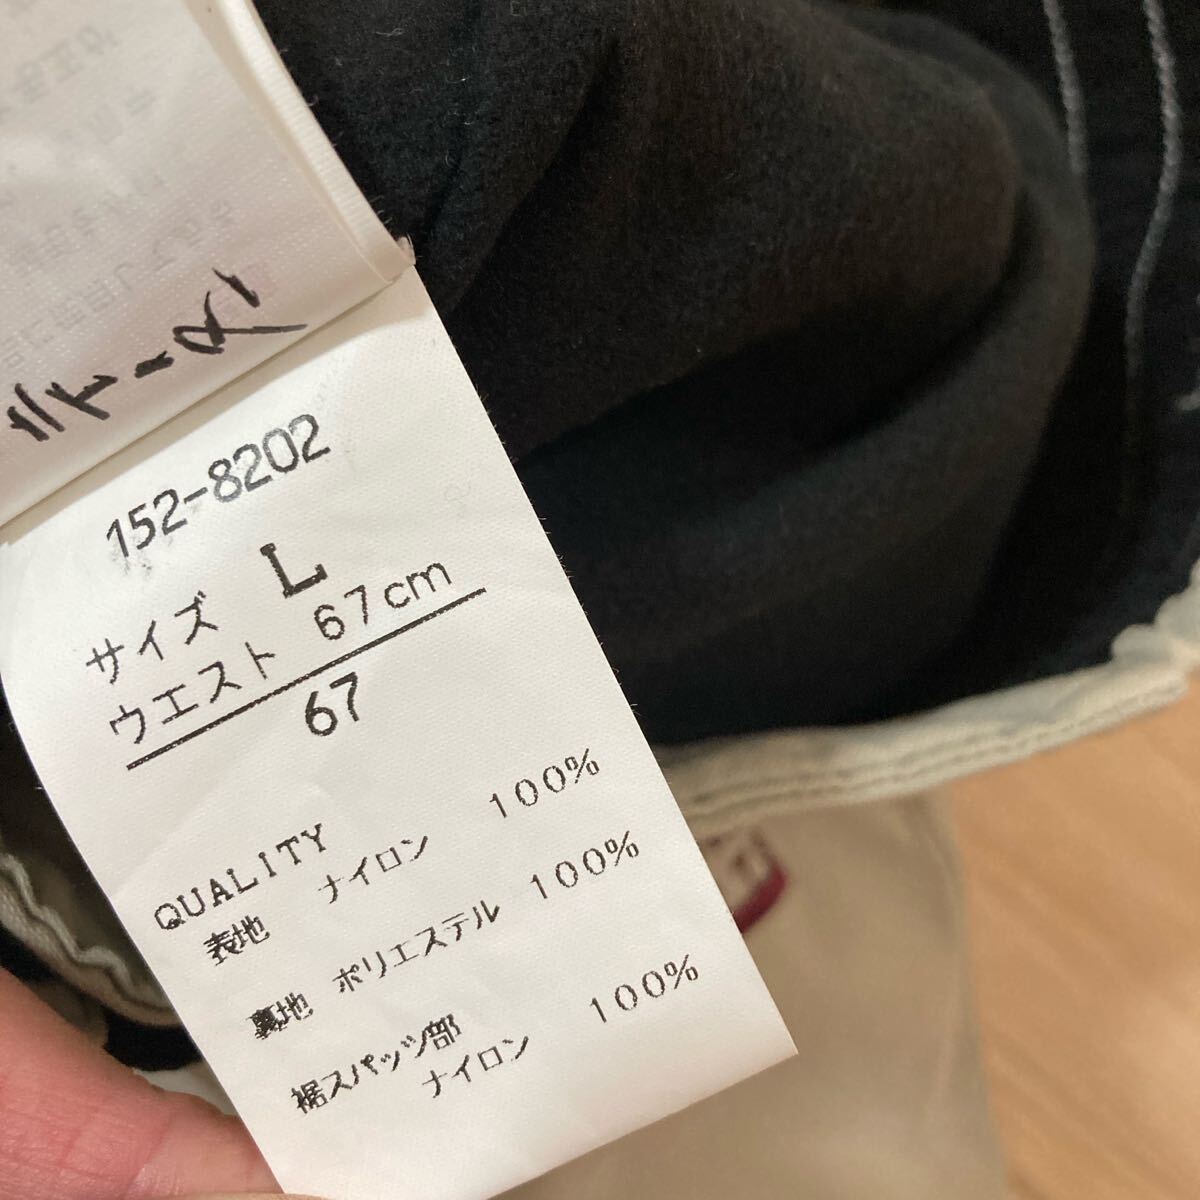 152-8202
サイズ L
ウエスト 67cm
67
QUALITY
表地 ナイロン 100%
裏地 ポリエステル 100%
裾スパッツ部
ナイロン 100%